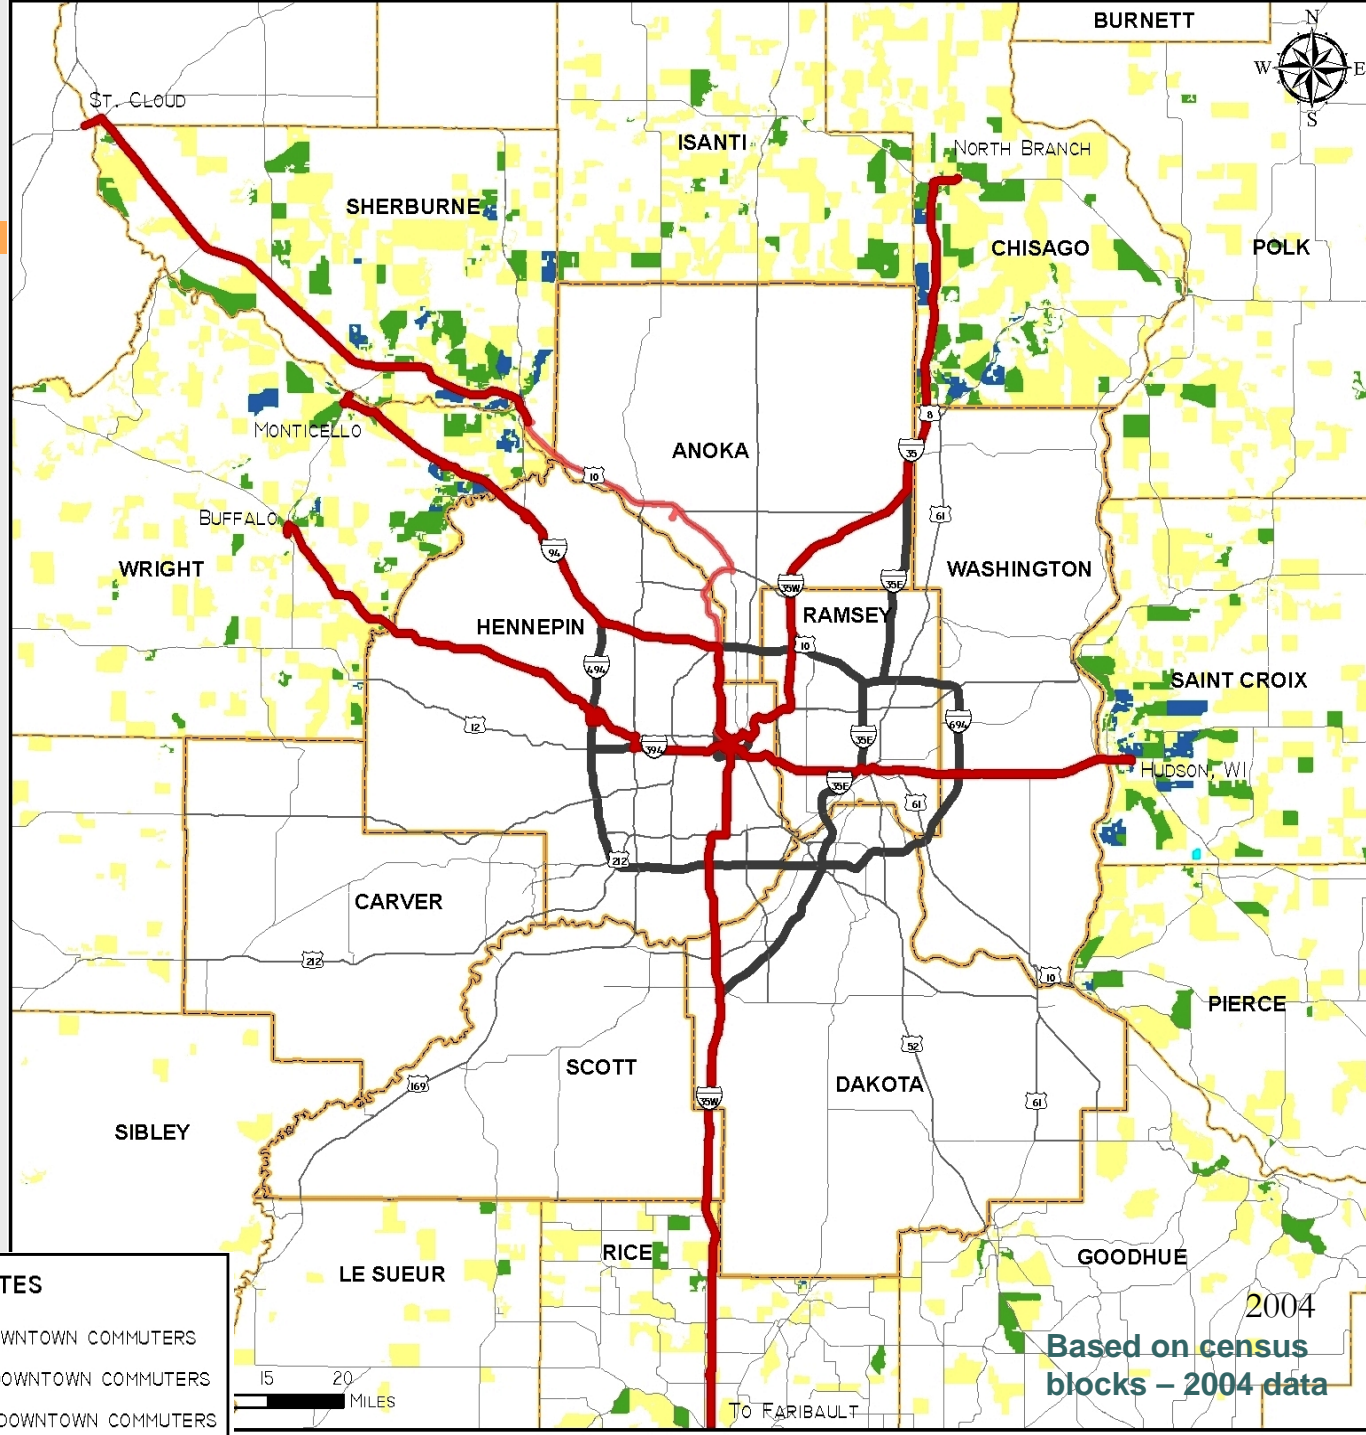 BURNETT
N
W
E
S
ST. CLOUD
ISANTI
NORTH BRANCH
SHERBURNE
CHISAGO
POLK
8
MONTICELLO
ANOKA
35
10
61
BUFFALO
94
WRIGHT
WASHINGTON
35W
35E
RAMSEY
HENNEPIN
10
494
SAINT CROIX
12
394
35E
694
HUDSON, WI
35E
61
212
CARVER
212
10
PIERCE
52
SCOTT
DAKOTA
169
35W
61
SIBLEY
RICE
GOODHUE
LE SUEUR
TES
2004
WNTOWN COMMUTERS
Based on census
OWNTOWN COMMUTERS
15
20
blocks – 2004 data
MILES
DOWNTOWN COMMUTERS
TO FARIBAULT